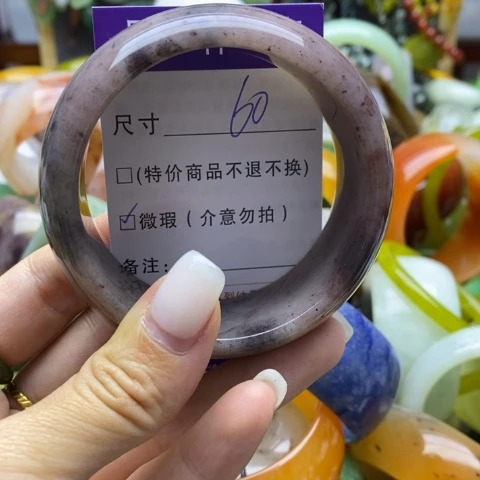 尺寸 60
□(特价商品不退不换)
☑微瑕(介意勿拍)
备注: